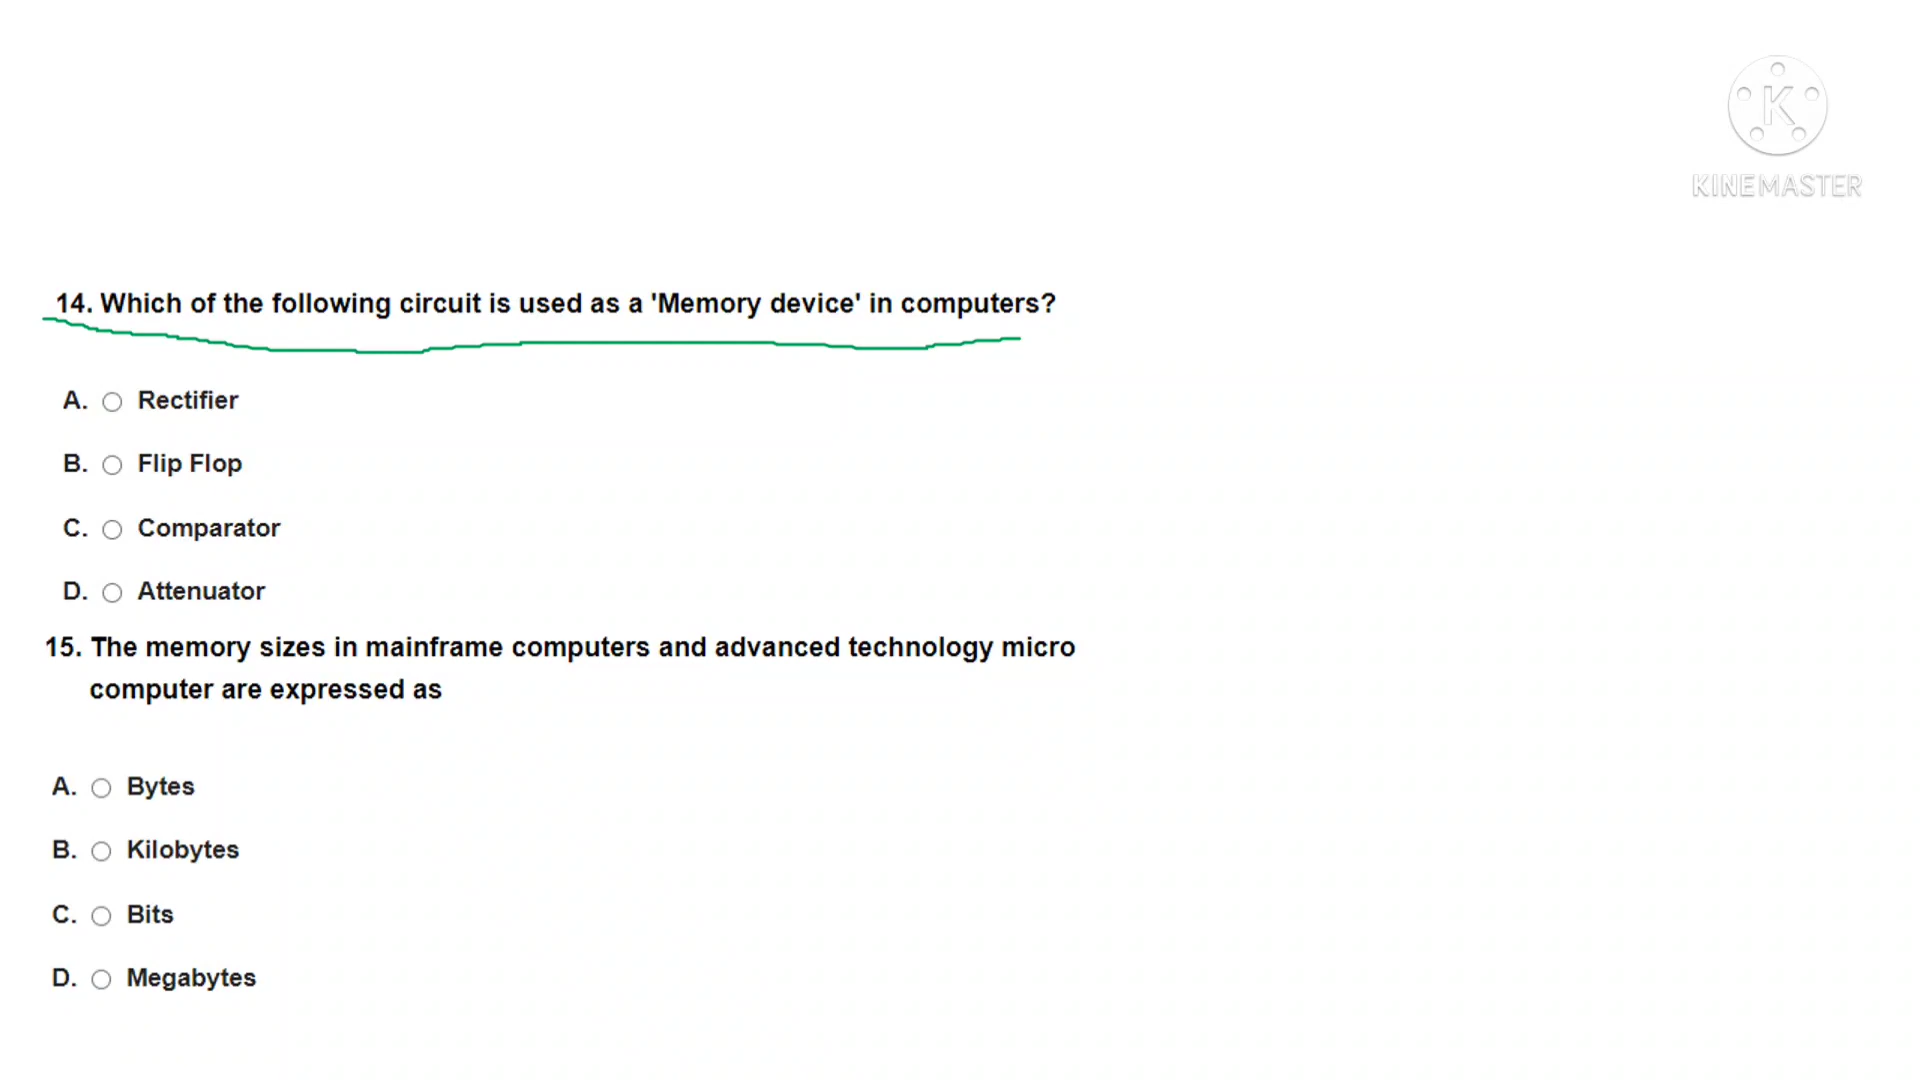 K
KINEMASTER
14. Which of the following circuit is used as a 'Memory device' in computers?
A. Rectifier
B. Flip Flop
C. Comparator
D. Attenuator
15. The memory sizes in mainframe computers and advanced technology micro
computer are expressed as
A. Bytes
B. Kilobytes
C. Bits
D. Megabytes